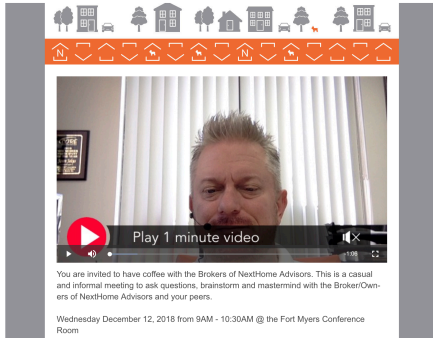 N N
Play 1 minute video
-1:06
You are invited to have coffee with the Brokers of NextHome Advisors. This is a casual
and informal meeting to ask questions, brainstorm and mastermind with the Broker/Own-
ers of NextHome Advisors and your peers.
Wednesday December 12, 2018 from 9AM - 10:30AM @ the Fort Myers Conference
Room